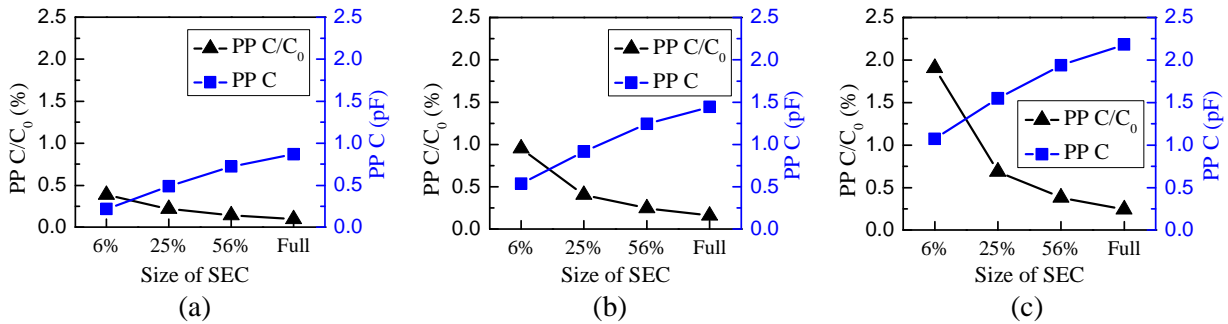 2.5
2.0
1.5
1.0
0.5
0.0
PP C/C₀ (%)
PP C/C₀
PP C
2.5
2.0
1.5
1.0
0.5
0.0
PP C (pF)
6% 25% 56% Full
Size of SEC
(a)
2.5
2.0
1.5
1.0
0.5
0.0
PP C/C₀ (%)
PP C/C₀
PP C
2.5
2.0
1.5
1.0
0.5
0.0
PP C (pF)
6% 25% 56% Full
Size of SEC
(b)
2.5
2.0
1.5
1.0
0.5
0.0
PP C/C₀ (%)
PP C/C₀
PP C
2.5
2.0
1.5
1.0
0.5
0.0
PP C (pF)
6% 25% 56% Full
Size of SEC
(c)